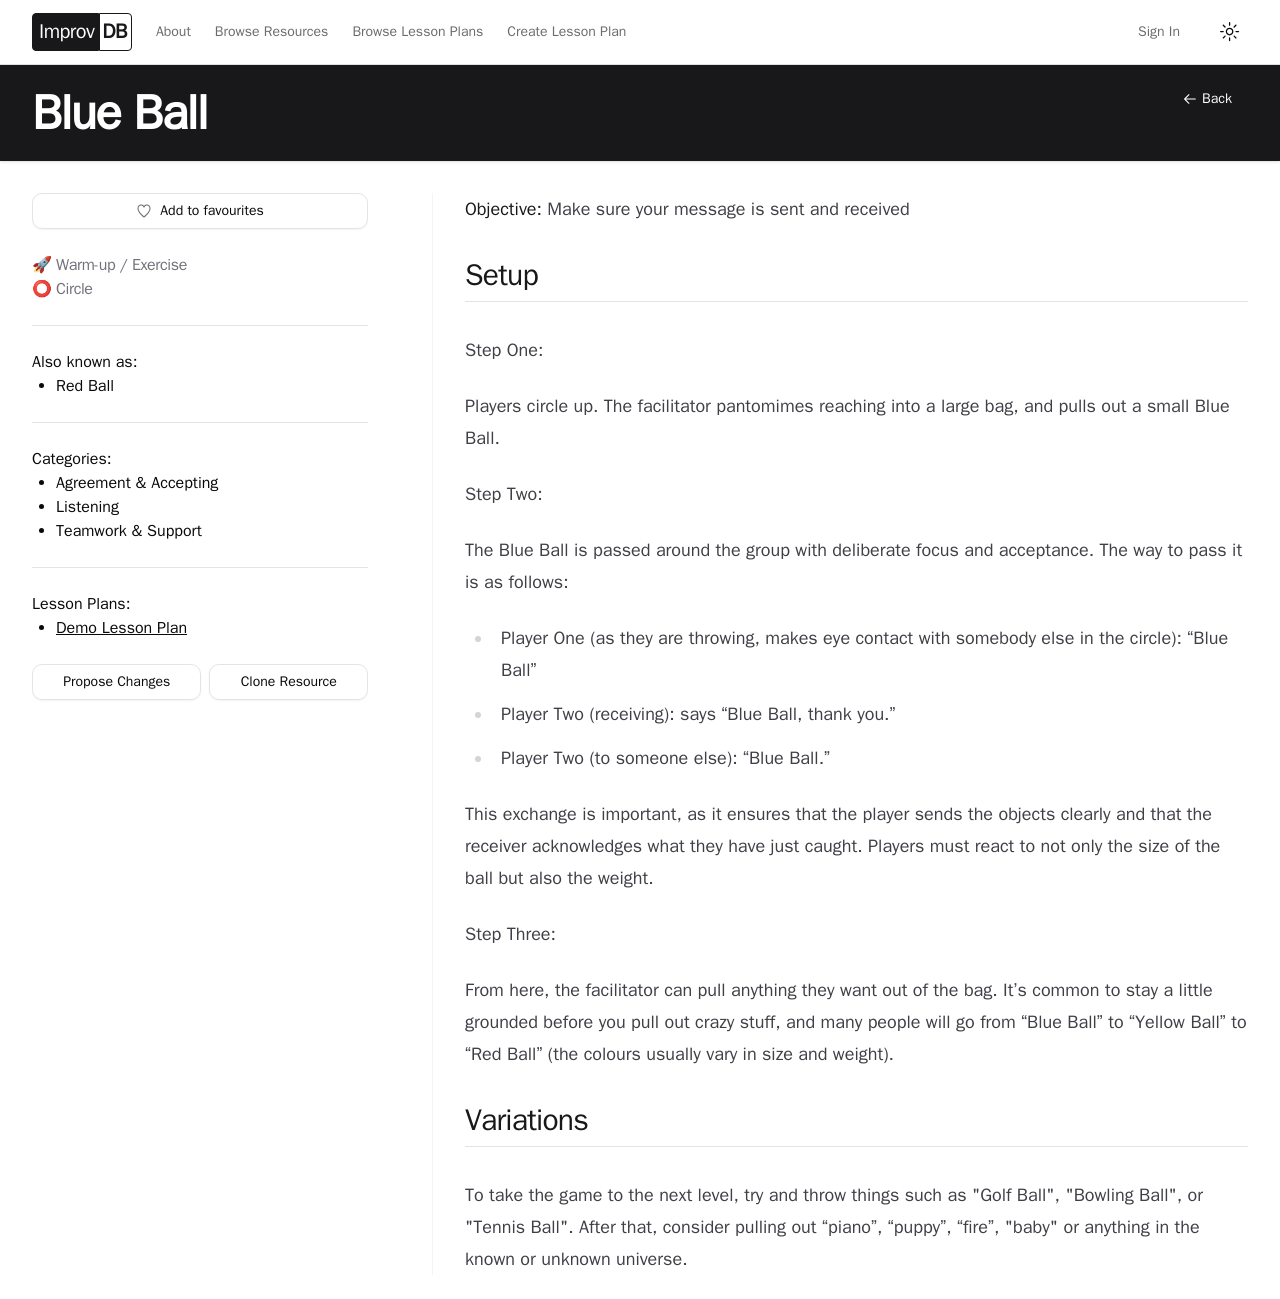 Improv DB About Browse Resources Browse Lesson Plans Create Lesson Plan Sign In
Blue Ball
Back
Add to favourites
🚀 Warm-up / Exercise
⭕ Circle
Also known as:
Red Ball
Categories:
Agreement & Accepting
Listening
Teamwork & Support
Lesson Plans:
Demo Lesson Plan
Propose Changes Clone Resource
Objective: Make sure your message is sent and received
Setup
Step One:
Players circle up. The facilitator pantomimes reaching into a large bag, and pulls out a small Blue
Ball.
Step Two:
The Blue Ball is passed around the group with deliberate focus and acceptance. The way to pass it
is as follows:
Player One (as they are throwing, makes eye contact with somebody else in the circle): “Blue
Ball”
Player Two (receiving): says “Blue Ball, thank you.”
Player Two (to someone else): “Blue Ball.”
This exchange is important, as it ensures that the player sends the objects clearly and that the
receiver acknowledges what they have just caught. Players must react to not only the size of the
ball but also the weight.
Step Three:
From here, the facilitator can pull anything they want out of the bag. It’s common to stay a little
grounded before you pull out crazy stuff, and many people will go from “Blue Ball” to “Yellow Ball” to
“Red Ball” (the colours usually vary in size and weight).
Variations
To take the game to the next level, try and throw things such as "Golf Ball", "Bowling Ball", or
"Tennis Ball". After that, consider pulling out “piano”, “puppy”, “fire”, "baby" or anything in the
known or unknown universe.